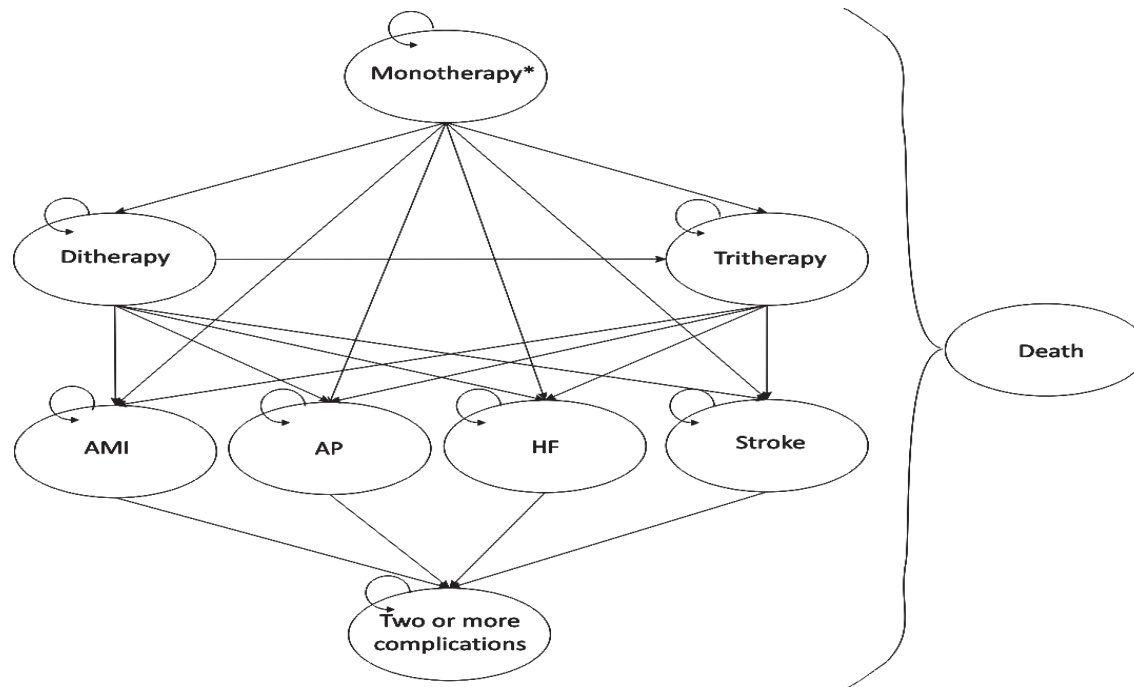 Monotherapy*
Ditherapy
Tritherapy
Death
AMI
AP
HF
Stroke
Two or more
complications